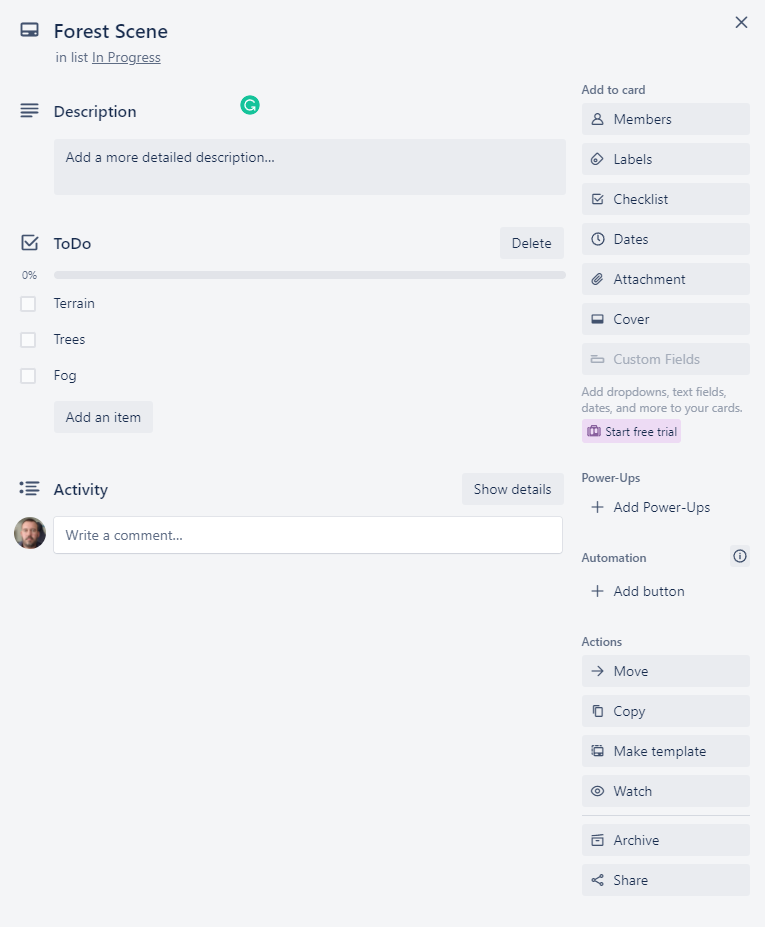 Forest Scene
in list In Progress
Description
Add a more detailed description...
ToDo
Delete
0%
Terrain
Trees
Fog
Add an item
Activity
Show details
Write a comment...
Add to card
Members
Labels
Checklist
Dates
Attachment
Cover
Custom Fields
Add dropdowns, text fields,
dates, and more to your cards.
Start free trial
Power-Ups
Add Power-Ups
Automation
Add button
Actions
Move
Copy
Make template
Watch
Archive
Share